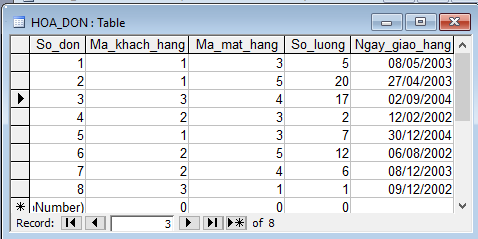 HOA_DON : Table
So_don Ma_khach_hang Ma_mat_hang So_luong Ngay_giao_hang
1 1 3 5 08/05/2003
2 1 5 20 27/04/2003
3 3 4 17 02/09/2004
4 2 3 2 12/02/2002
5 1 3 7 30/12/2004
6 2 5 12 06/08/2002
7 2 4 6 08/12/2003
8 3 1 1 09/12/2002
Number) 0 0 0
Record: 3 of 8